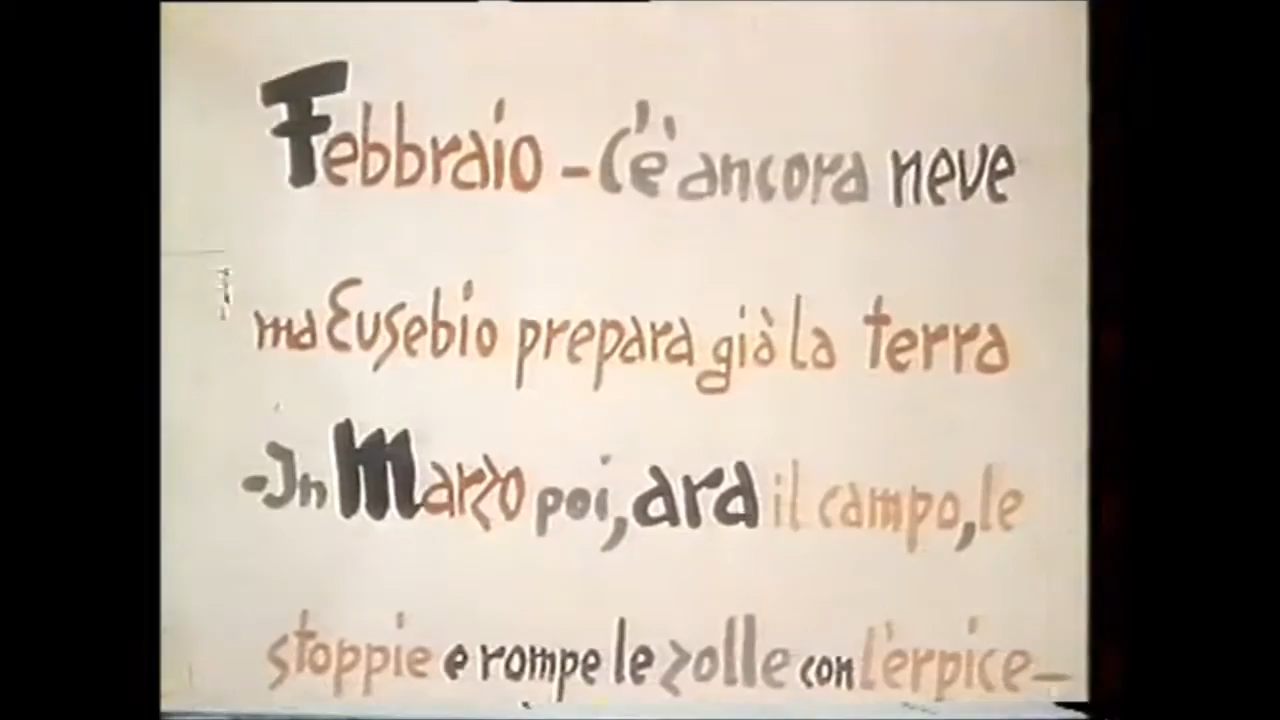 Febbraio - C'è ancora neve
ma Eusebio prepara già la terra
- In Marzo poi, ara il campo, le
stoppie e rompe le zolle con l'erpice -